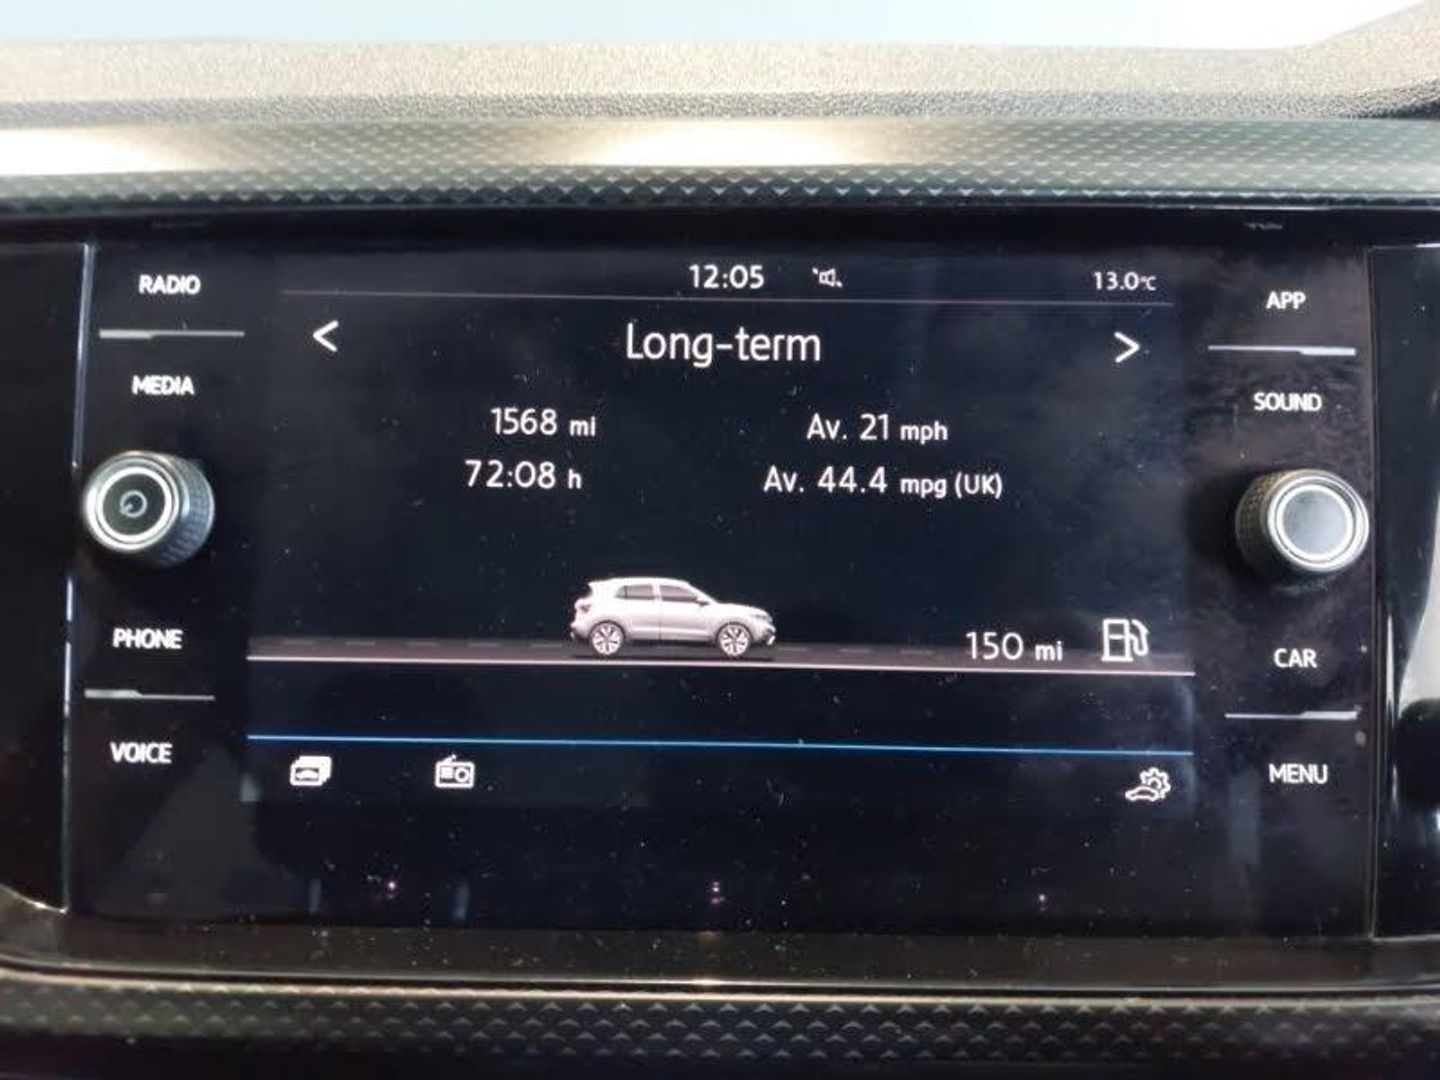 RADIO
MEDIA
PHONE
VOICE
12:05
13.0°C
< Long-term >
1568 mi
Av. 21 mph
72:08 h
Av. 44.4 mpg (UK)
150 mi
APP
SOUND
CAR
MENU